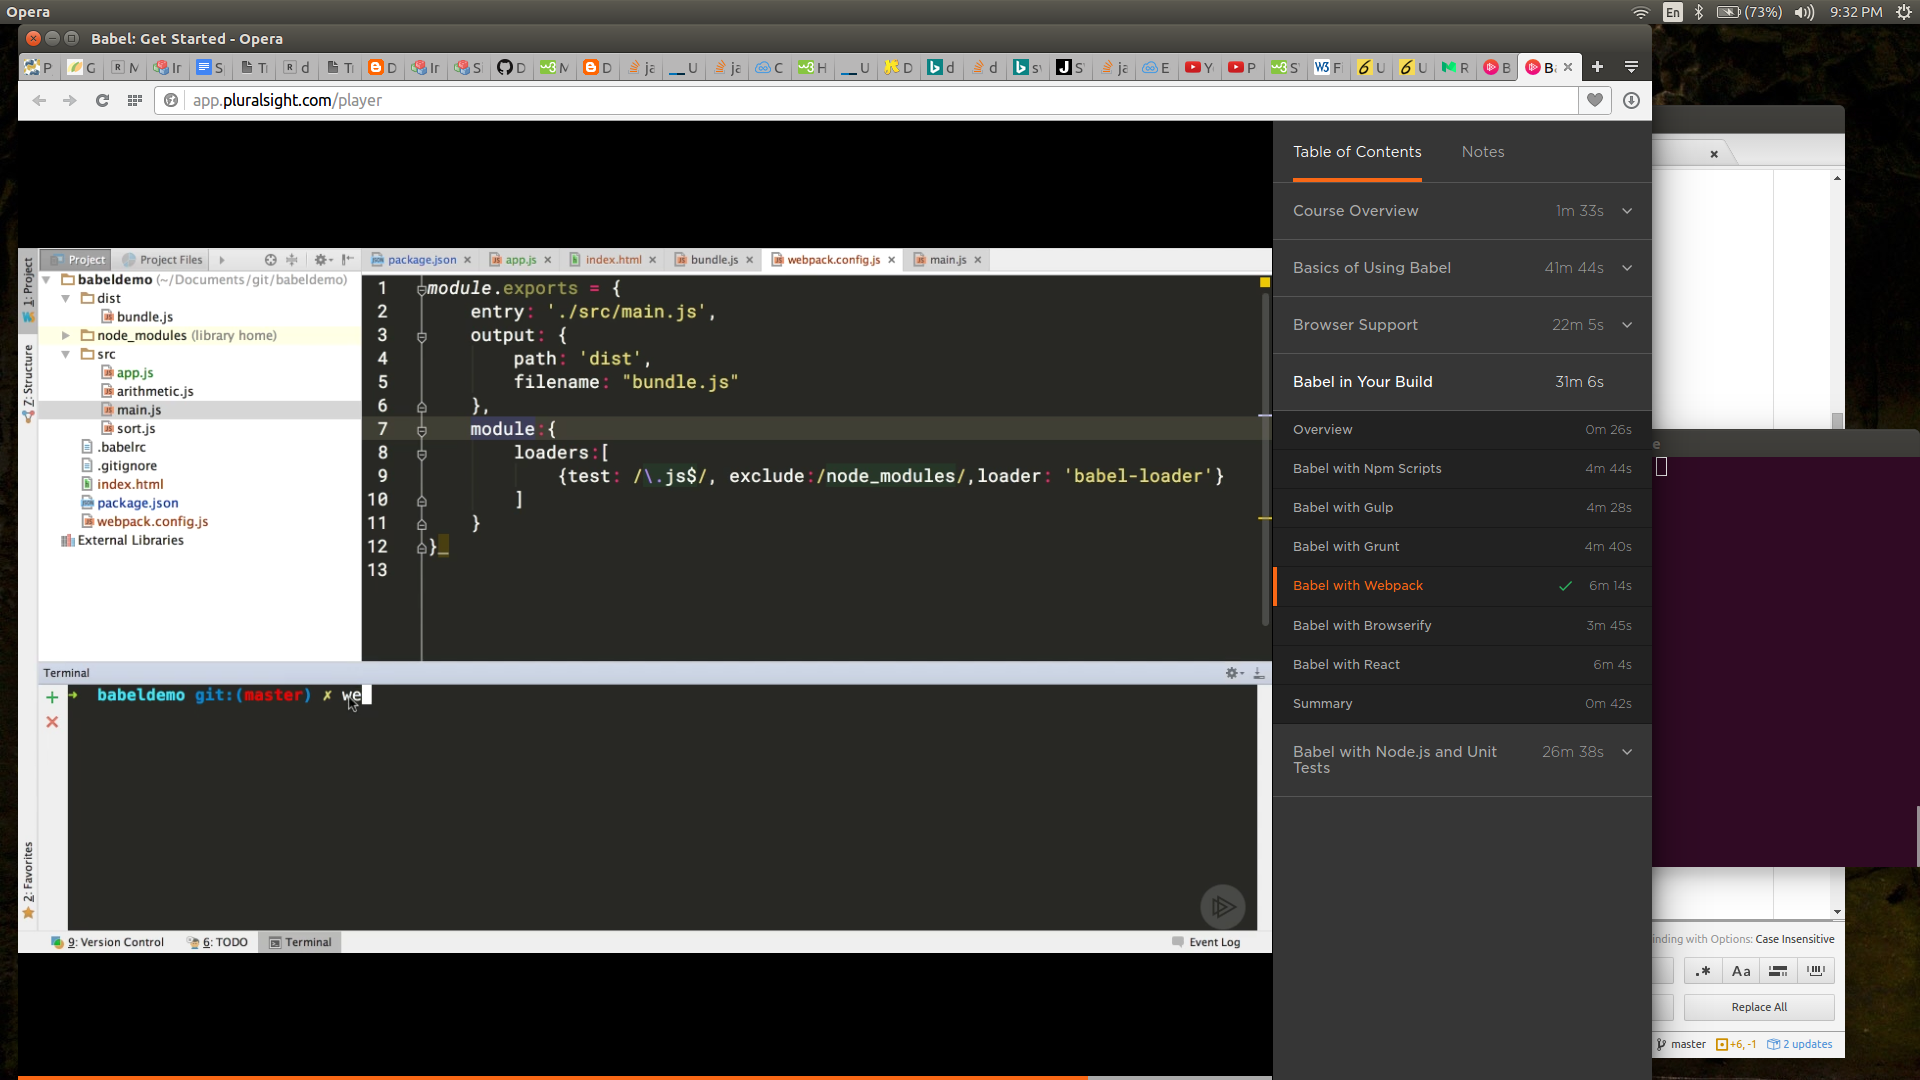 Opera
En
(73%)
9:32 PM
Babel: Get Started - Opera
app.pluralsight.com/player
Table of Contents
Notes
Course Overview 1m 33s
Basics of Using Babel 41m 44s
Browser Support 22m 5s
Babel in Your Build 31m 6s
Overview 0m 26s
Babel with Npm Scripts 4m 44s
Babel with Gulp 4m 28s
Babel with Grunt 4m 40s
Babel with Webpack 6m 14s
Babel with Browserify 3m 45s
Babel with React 6m 4s
Summary 0m 42s
Babel with Node.js and Unit Tests 26m 38s
1: Project
Z: Structure
2: Favorites
Project
Project Files
babeldemo (~/Documents/git/babeldemo)
dist
bundle.js
node_modules (library home)
src
app.js
arithmetic.js
main.js
sort.js
.babelrc
.gitignore
index.html
package.json
webpack.config.js
External Libraries
package.json
app.js
index.html
bundle.js
webpack.config.js
main.js
1 module.exports = {
2 entry: './src/main.js',
3 output: {
4 path: 'dist',
5 filename: "bundle.js"
6 },
7 module:{
8 loaders:[
9 {test: /\.js$/, exclude:/node_modules/,loader: 'babel-loader'}
10 ]
11 }
12 }_
13
Terminal
babeldemo git:(master) ✗ we
9: Version Control
6: TODO
Terminal
Event Log
inding with Options: Case Insensitive
.*
Aa
Replace All
master
+6, -1
2 updates